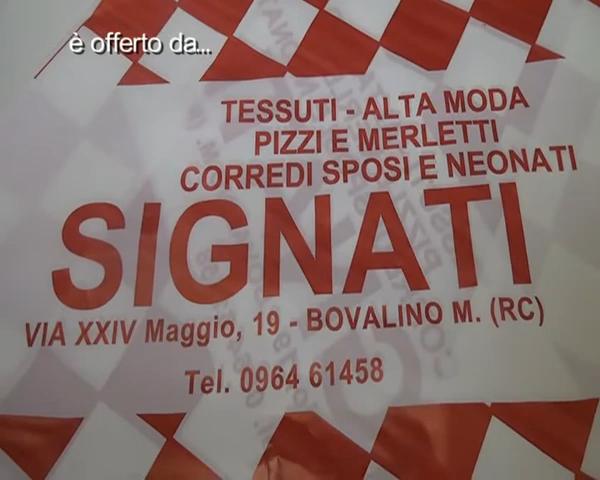 è offerto da...
TESSUTI - ALTA MODA
PIZZI E MERLETTI
CORREDI SPOSI E NEONATI
SIGNATI
VIA XXIV Maggio, 19 - BOVALINO M. (RC)
Tel. 0964 61458